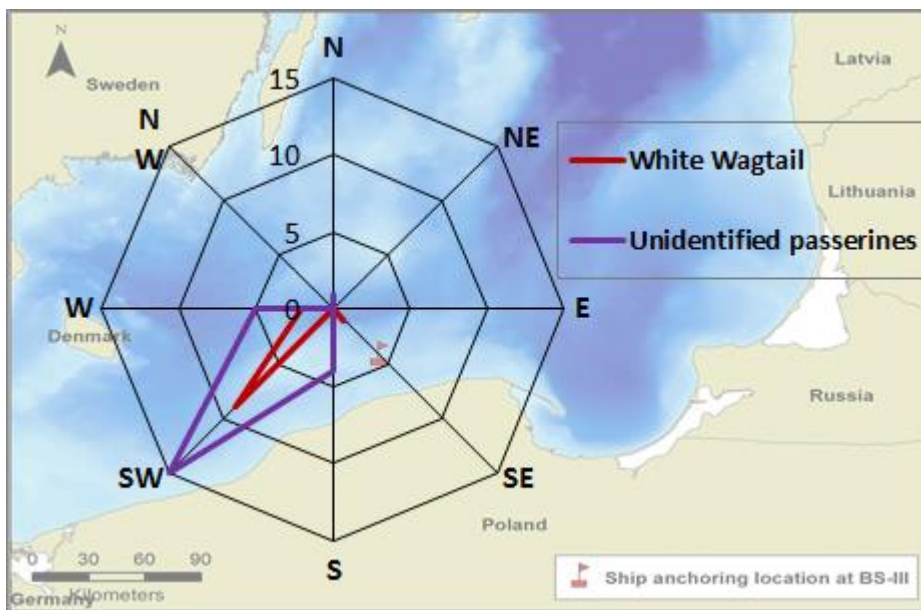 N
Sweden
N
15
Latvia
N
W
10
NE
White Wagtail
Lithuania
5
Unidentified passerines
W
0
E
Denmark
Russia
SW
SE
Poland
S
0 30 60 90
Kilometers
Germany
Ship anchoring location at BS-III